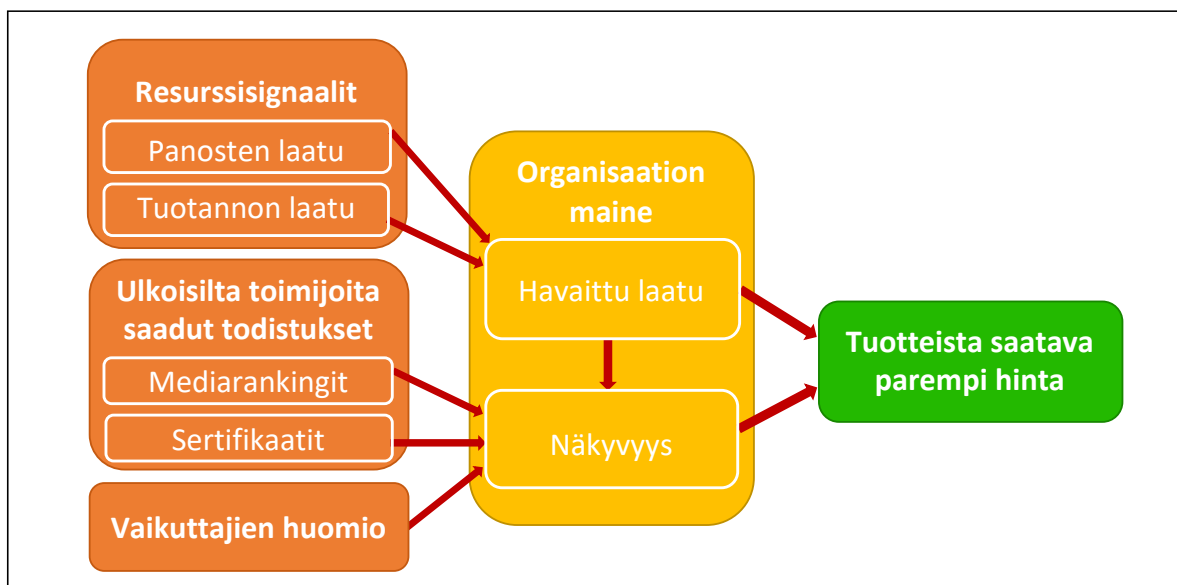 Resurssisignaalit
Panosten laatu
Tuotannon laatu
Ulkoisilta toimijoita
saadut todistukset
Mediarankingit
Sertifikaatit
Vaikuttajien huomio
Organisaation
maine
Havaittu laatu
Näkyvyys
Tuotteista saatava
parempi hinta